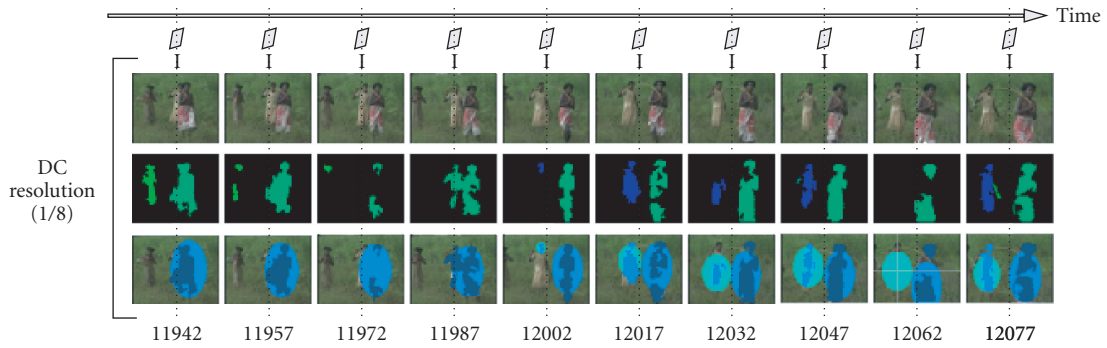 Time
I I I I I I I I I I
DC
resolution
(1/8)
11942 11957 11972 11987 12002 12017 12032 12047 12062 12077